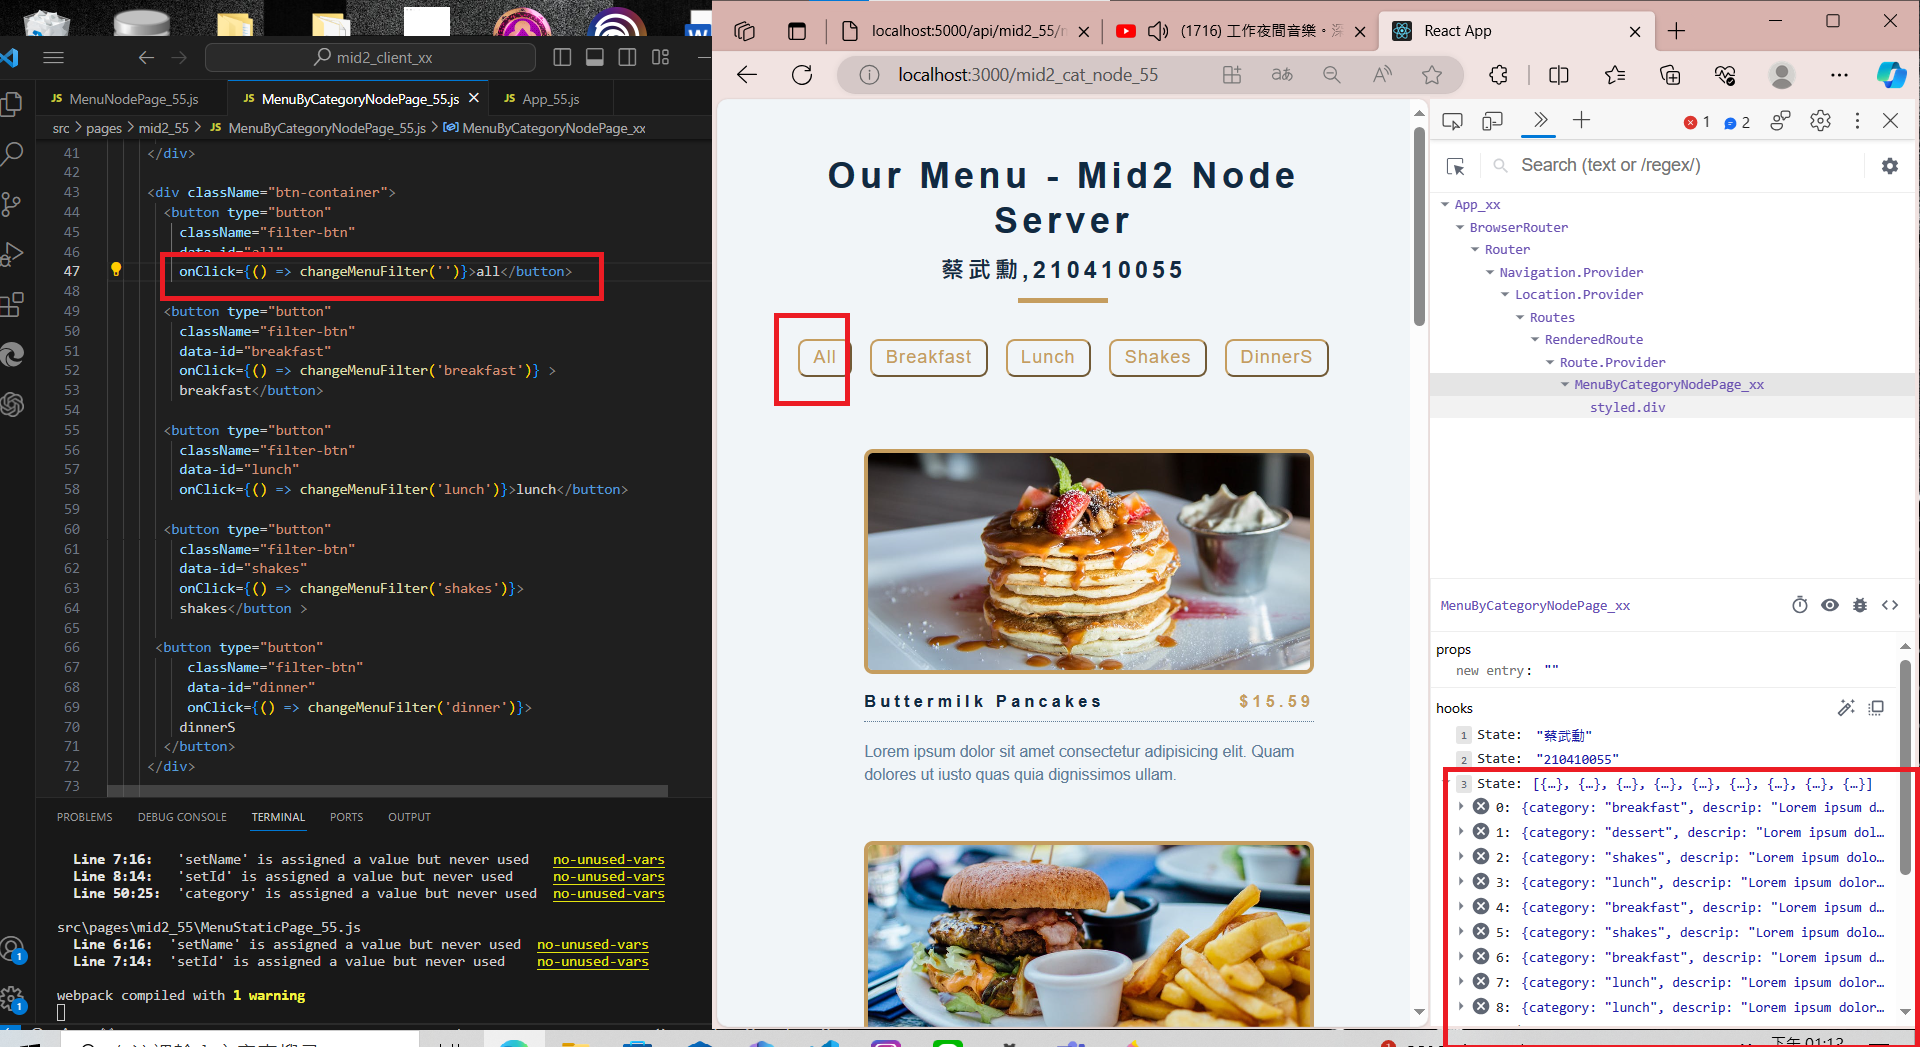 mid2_client_xx
MenuNodePage_55.js
MenuByCategoryNodePage_55.js
App_55.js
src > pages > mid2_55 > JS MenuByCategoryNodePage_55.js > MenuByCategoryNodePage_xx
41 </div>
42
43 <div className="btn-container">
44 <button type="button"
45 className="filter-btn"
46 data-id="all"
47 onClick={() => changeMenuFilter('')}>all</button>
48
49 <button type="button"
50 className="filter-btn"
51 data-id="breakfast"
52 onClick={() => changeMenuFilter('breakfast')} >
53 breakfast</button>
54
55 <button type="button"
56 className="filter-btn"
57 data-id="lunch"
58 onClick={() => changeMenuFilter('lunch')}>lunch</button>
59
60 <button type="button"
61 className="filter-btn"
62 data-id="shakes"
63 onClick={() => changeMenuFilter('shakes')}>
64 shakes</button >
65
66 <button type="button"
67 className="filter-btn"
68 data-id="dinner"
69 onClick={() => changeMenuFilter('dinner')}>
70 dinnerS
71 </button>
72 </div>
73
PROBLEMS DEBUG CONSOLE TERMINAL PORTS OUTPUT
Line 7:16: 'setName' is assigned a value but never used no-unused-vars
Line 8:14: 'setId' is assigned a value but never used no-unused-vars
Line 50:25: 'category' is assigned a value but never used no-unused-vars
src\pages\mid2_55\MenuStaticPage_55.js
Line 6:16: 'setName' is assigned a value but never used no-unused-vars
Line 7:14: 'setId' is assigned a value but never used no-unused-vars
webpack compiled with 1 warning
localhost:5000/api/mid2_55/
(1716) 工作夜間音樂。
React App
localhost:3000/mid2_cat_node_55
Our Menu - Mid2 Node
Server
蔡武勳,210410055
All Breakfast Lunch Shakes DinnerS
Buttermilk Pancakes $15.59
Lorem ipsum dolor sit amet consectetur adipisicing elit. Quam
dolores ut iusto quas quia dignissimos ullam.
1 2
Search (text or /regex/)
App_xx
BrowserRouter
Router
Navigation.Provider
Location.Provider
Routes
RenderedRoute
Route.Provider
MenuByCategoryNodePage_xx
styled.div
MenuByCategoryNodePage_xx
props
new entry: ""
hooks
1 State: "蔡武勳"
2 State: "210410055"
3 State: [{…}, {…}, {…}, {…}, {…}, {…}, {…}, {…}, {…}]
0: {category: "breakfast", descrip: "Lorem ipsum d…
1: {category: "dessert", descrip: "Lorem ipsum dol…
2: {category: "shakes", descrip: "Lorem ipsum dolo…
3: {category: "lunch", descrip: "Lorem ipsum dolor…
4: {category: "breakfast", descrip: "Lorem ipsum d…
5: {category: "shakes", descrip: "Lorem ipsum dolo…
6: {category: "breakfast", descrip: "Lorem ipsum d…
7: {category: "lunch", descrip: "Lorem ipsum dolor…
8: {category: "lunch", descrip: "Lorem ipsum dolor…
下午 01:12